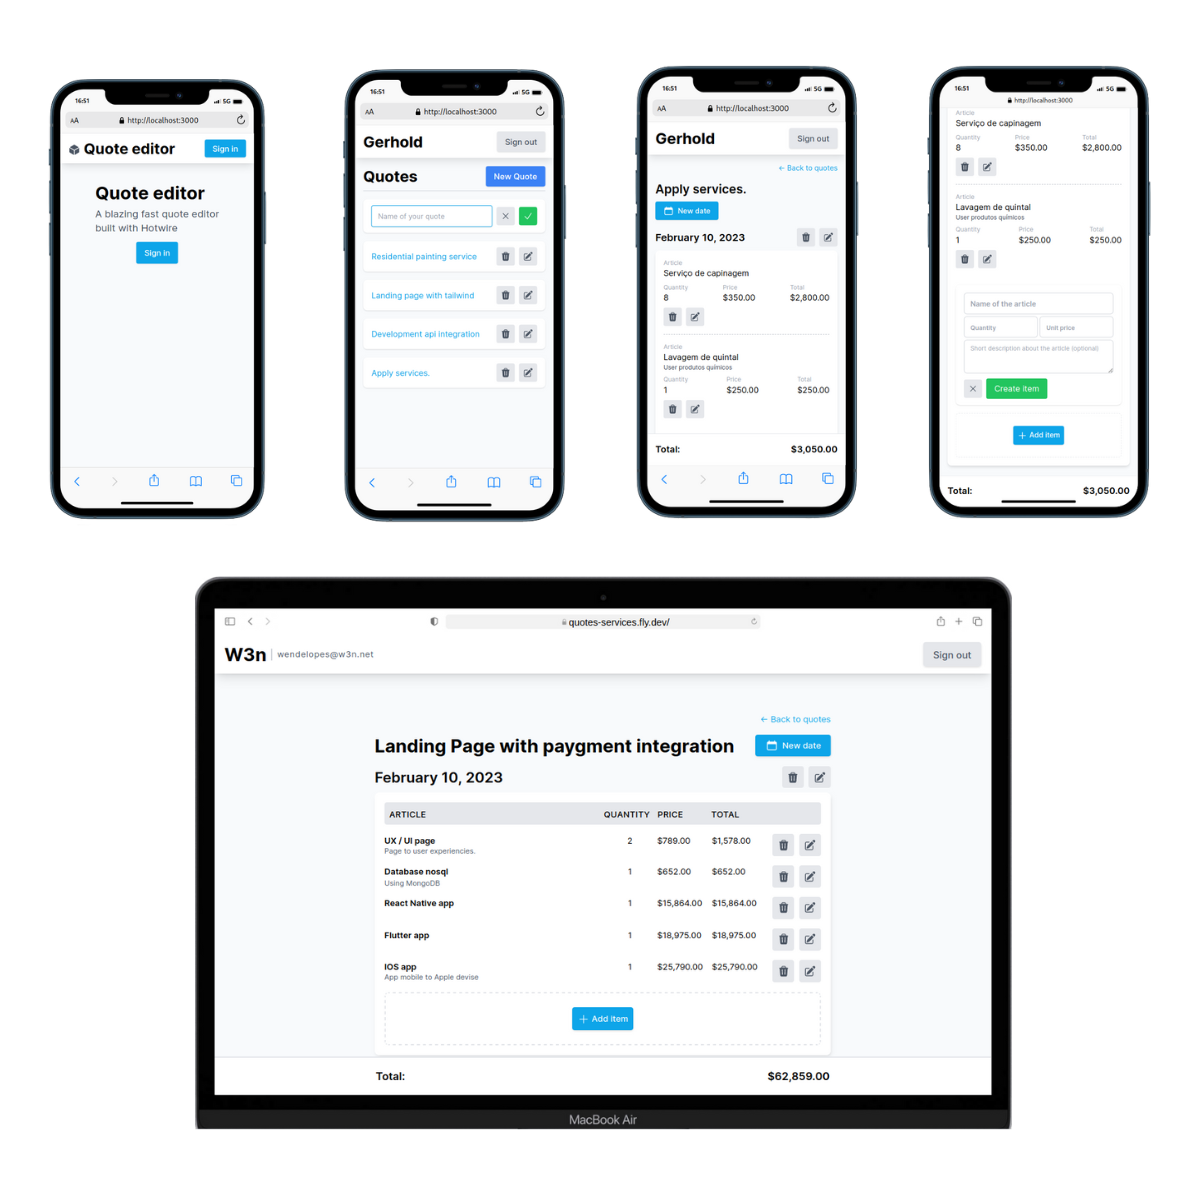 16:51
5G
AA
http://localhost:3000
Quote editor
Sign in
Quote editor
A blazing fast quote editor
built with Hotwire
Sign in
16:51
5G
AA
http://localhost:3000
Gerhold
Sign out
Quotes
New Quote
Name of your quote
Residential painting service
Landing page with tailwind
Development api integration
Apply services.
16:51
5G
AA
http://localhost:3000
Gerhold
Sign out
← Back to quotes
Apply services.
New date
February 10, 2023
Article
Serviço de capinagem
Quantity Price Total
8 $350.00 $2,800.00
Article
Lavagem de quintal
User produtos químicos
Quantity Price Total
1 $250.00 $250.00
Total: $3,050.00
16:51
5G
http://localhost:3000
Article
Serviço de capinagem
Quantity Price Total
8 $350.00 $2,800.00
Article
Lavagem de quintal
User produtos químicos
Quantity Price Total
1 $250.00 $250.00
Name of the article
Quantity Unit price
Short description about the article (optional)
Create item
+ Add item
Total: $3,050.00
quotes-services.fly.dev/
W3n | wendelopes@w3n.net
Sign out
← Back to quotes
Landing Page with paygment integration
New date
February 10, 2023
ARTICLE QUANTITY PRICE TOTAL
UX / UI page 2 $789.00 $1,578.00
Page to user experiencies.
Database nosql 1 $652.00 $652.00
Using MongoDB
React Native app 1 $15,864.00 $15,864.00
Flutter app 1 $18,975.00 $18,975.00
IOS app 1 $25,790.00 $25,790.00
App mobile to Apple devise
+ Add item
Total: $62,859.00
MacBook Air